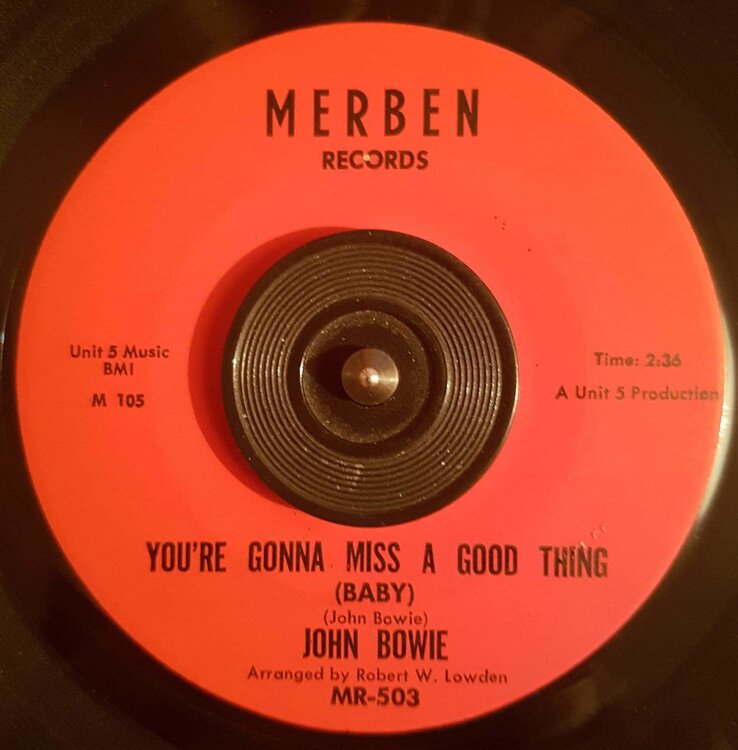 MERBEN
RECORDS
Unit 5 Music
BMI
M 105
Time: 2:36
A Unit 5 Production
YOU'RE GONNA MISS A GOOD THING
(BABY)
(John Bowie)
JOHN BOWIE
Arranged by Robert W. Lowden
MR-503